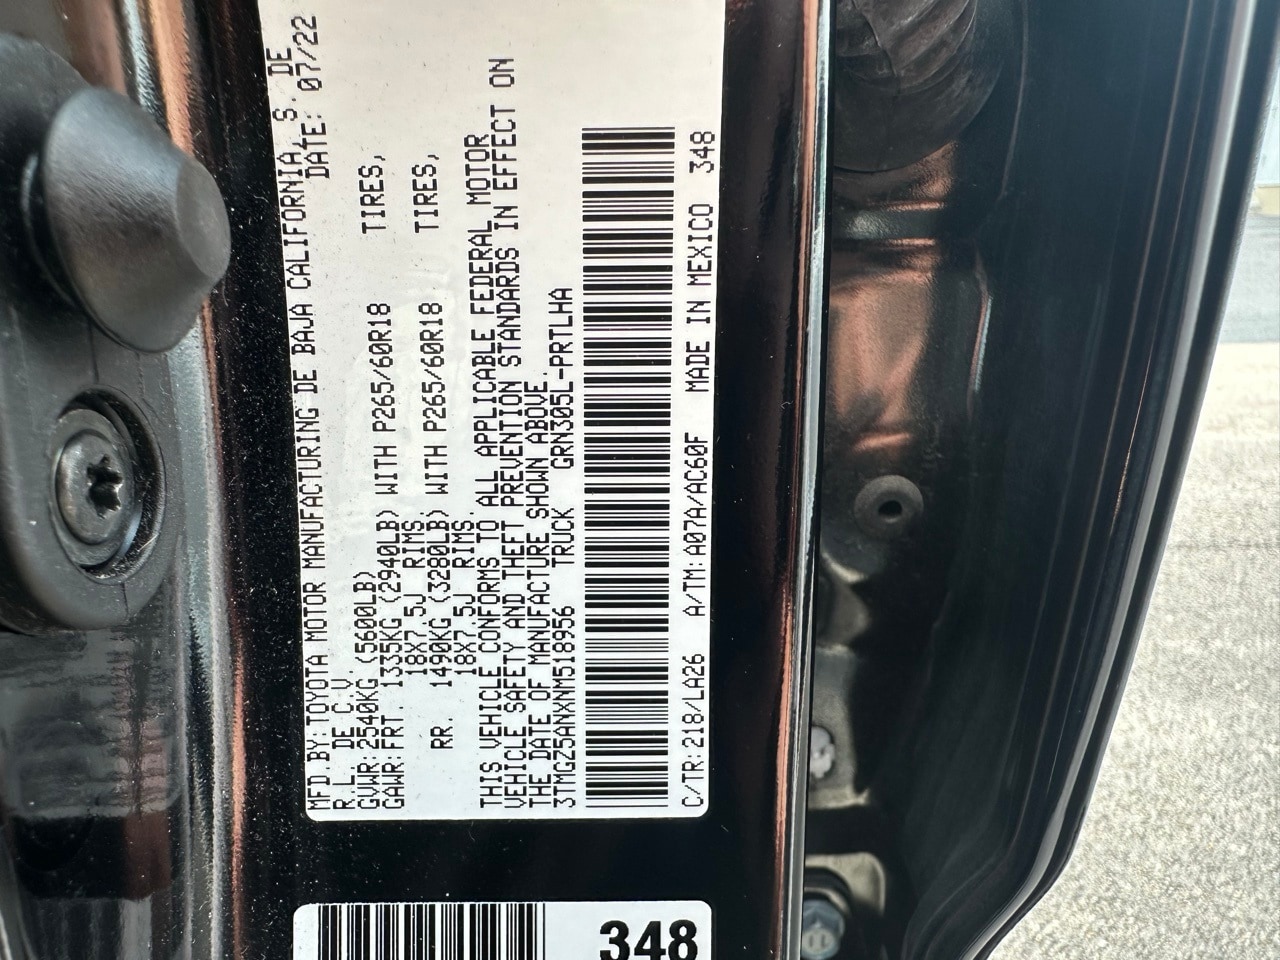 MFD BY: TOYOTA MOTOR MANUFACTURING DE BAJA CALIFORNIA, S. DE
R.L. DE C.V. DATE: 07/22
GVWR: 2540KG (5600LB)
GAWR: FRT. 1335KG (2940LB) WITH P265/60R18 TIRES,
18X7.5J RIMS
RR. 1490KG (3280LB) WITH P265/60R18 TIRES,
18X7.5J RIMS.
THIS VEHICLE CONFORMS TO ALL APPLICABLE FEDERAL MOTOR
VEHICLE SAFETY AND THEFT PREVENTION STANDARDS IN EFFECT ON
THE DATE OF MANUFACTURE SHOWN ABOVE.
3TMGZ5ANXNM518956 TRUCK GRN305L-PRTLHA
C/TR: 218/LA26 A/TM: A07A/AC60F MADE IN MEXICO 348
348